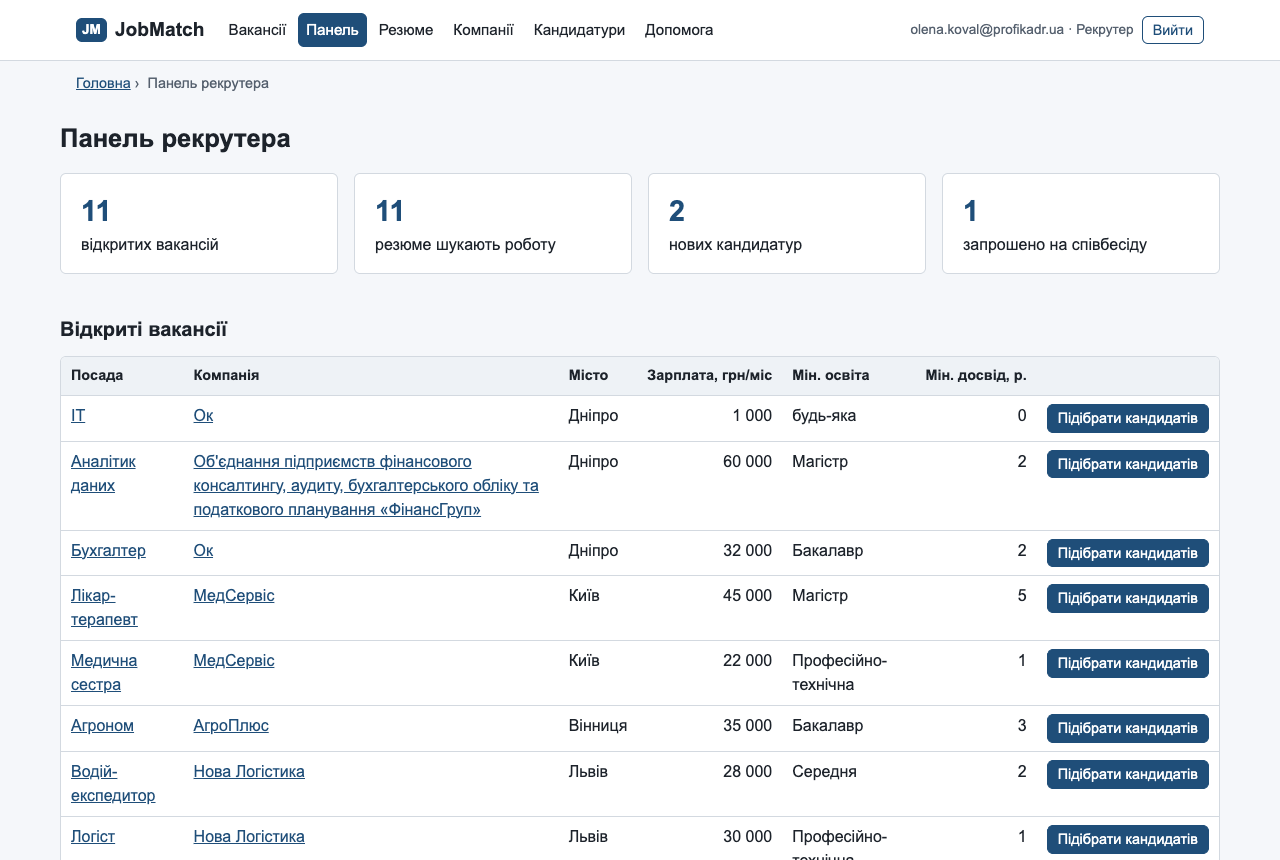 JM JobMatch Вакансії Панель Резюме Компанії Кандидатури Допомога olena.koval@profikadr.ua · Рекрутер Вийти
Головна › Панель рекрутера
Панель рекрутера
11 11 2 1
відкритих вакансій резюме шукають роботу нових кандидатур запрошено на співбесіду
Відкриті вакансії
Посада Компанія Місто Зарплата, грн/міс Мін. освіта Мін. досвід, р.
ІТ Ок Дніпро 1 000 будь-яка 0 Підібрати кандидатів
Аналітик Об'єднання підприємств фінансового Дніпро 60 000 Магістр 2 Підібрати кандидатів
даних консалтингу, аудиту, бухгалтерського обліку та
податкового планування «ФінансГруп»
Бухгалтер Ок Дніпро 32 000 Бакалавр 2 Підібрати кандидатів
Лікар- МедСервіс Київ 45 000 Магістр 5 Підібрати кандидатів
терапевт
Медична МедСервіс Київ 22 000 Професійно- 1 Підібрати кандидатів
сестра технічна
Агроном АгроПлюс Вінниця 35 000 Бакалавр 3 Підібрати кандидатів
Водій- Нова Логістика Львів 28 000 Середня 2 Підібрати кандидатів
експедитор
Логіст Нова Логістика Львів 30 000 Професійно- 1 Підібрати кандидатів